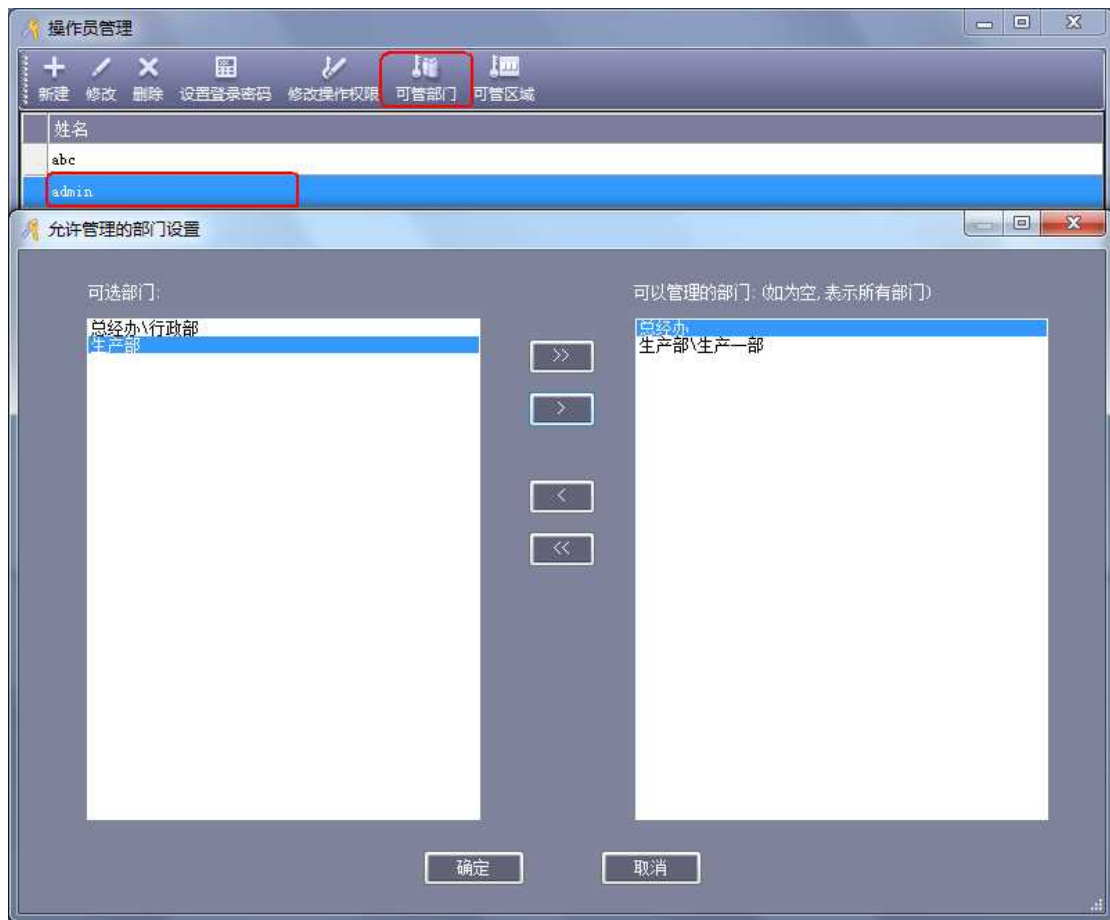 操作员管理
新建 修改 删除 设置登录密码 修改操作权限 可管部门 可管区域
姓名
abc
admin
允许管理的部门设置
可选部门: 可以管理的部门: (如为空, 表示所有部门)
总经办\行政部 总经办
生产部 生产部\生产一部
>>
>
<
<<
确定 取消